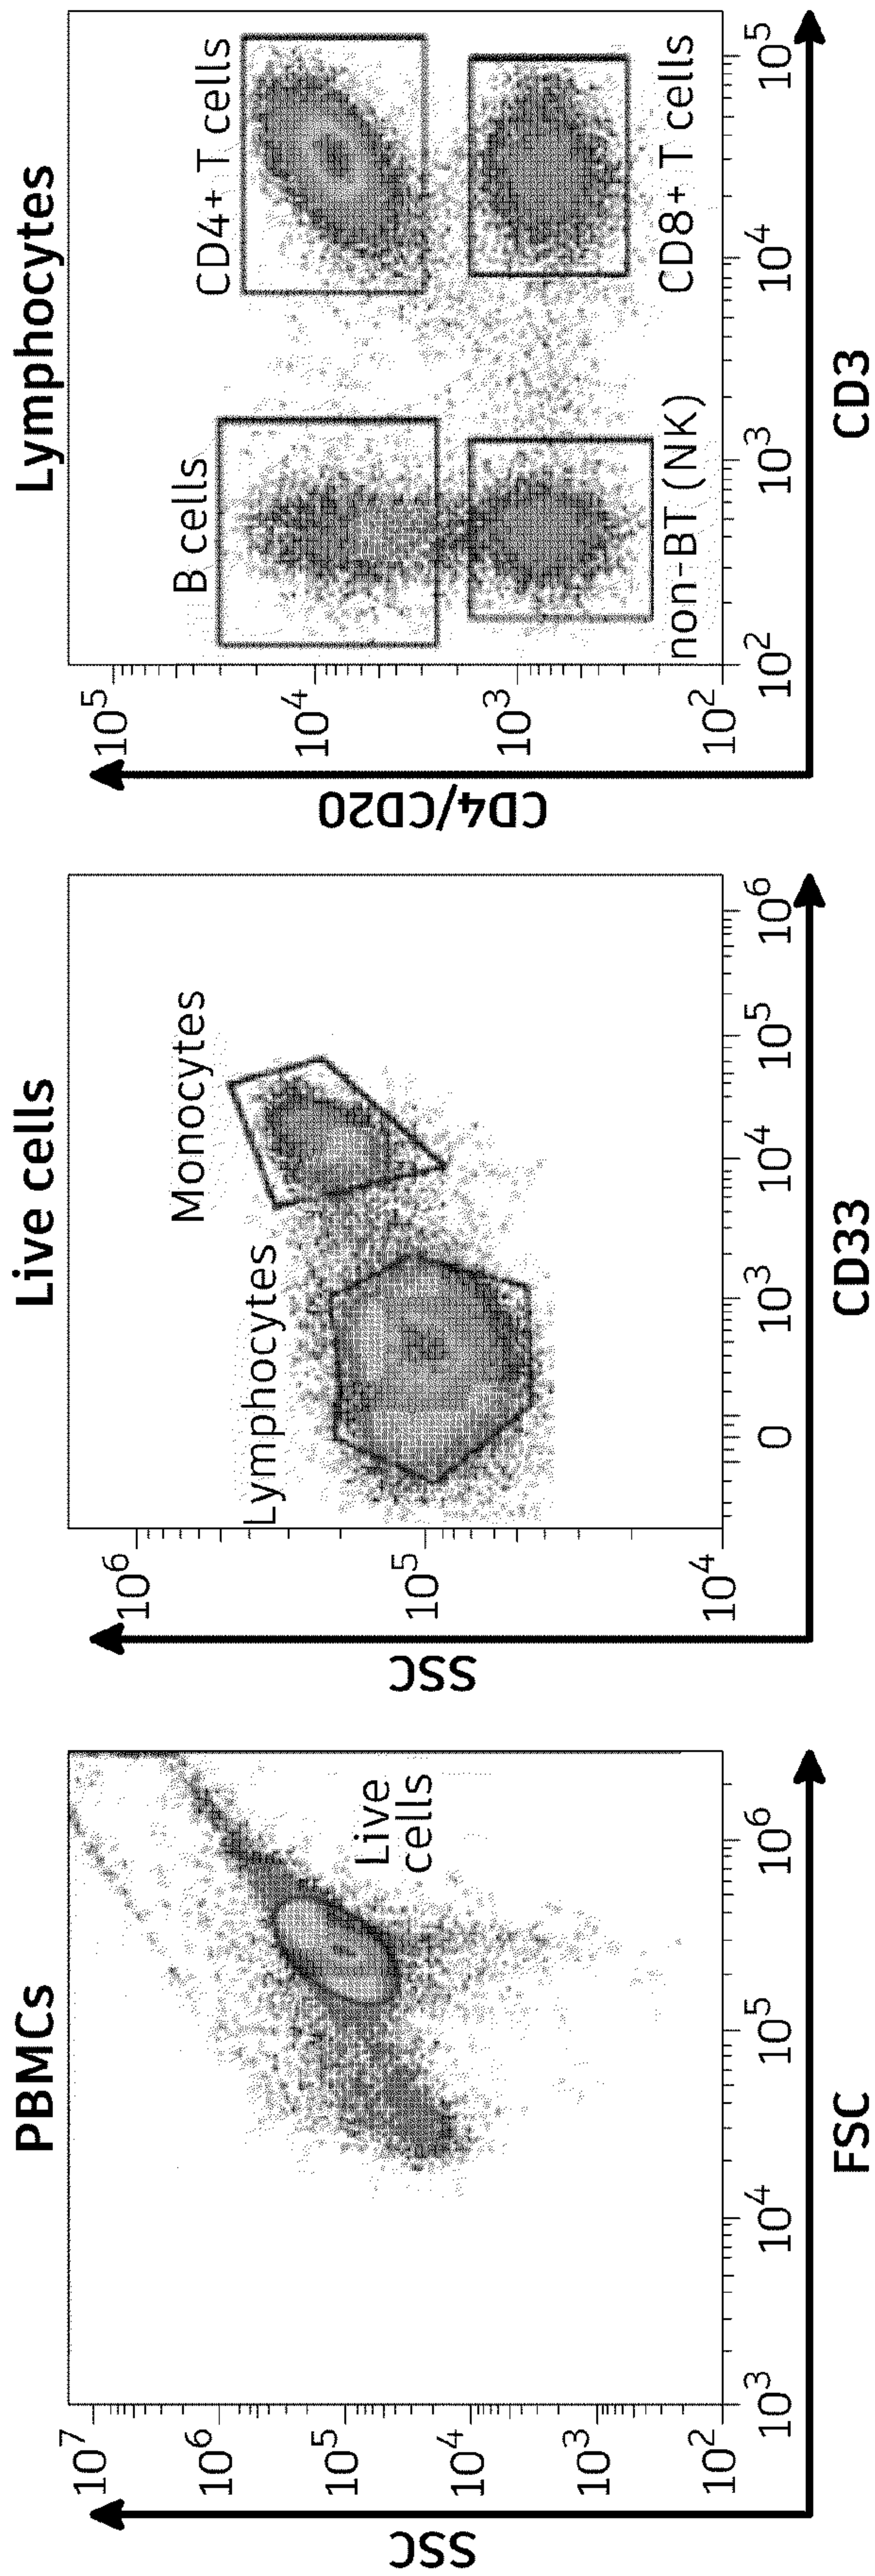 PBMCs
SSC
10^7
10^6
10^5
10^4
10^3
10^2
Live
cells
10^3
10^4
10^5
10^6
FSC
Live cells
SSC
10^6
10^5
10^4
Lymphocytes
Monocytes
0
10^3
10^4
10^5
10^6
CD33
Lymphocytes
CD4/CD20
10^5
10^4
10^3
10^2
B cells
CD4+ T cells
non-BT (NK)
CD8+ T cells
10^2
10^3
10^4
10^5
CD3